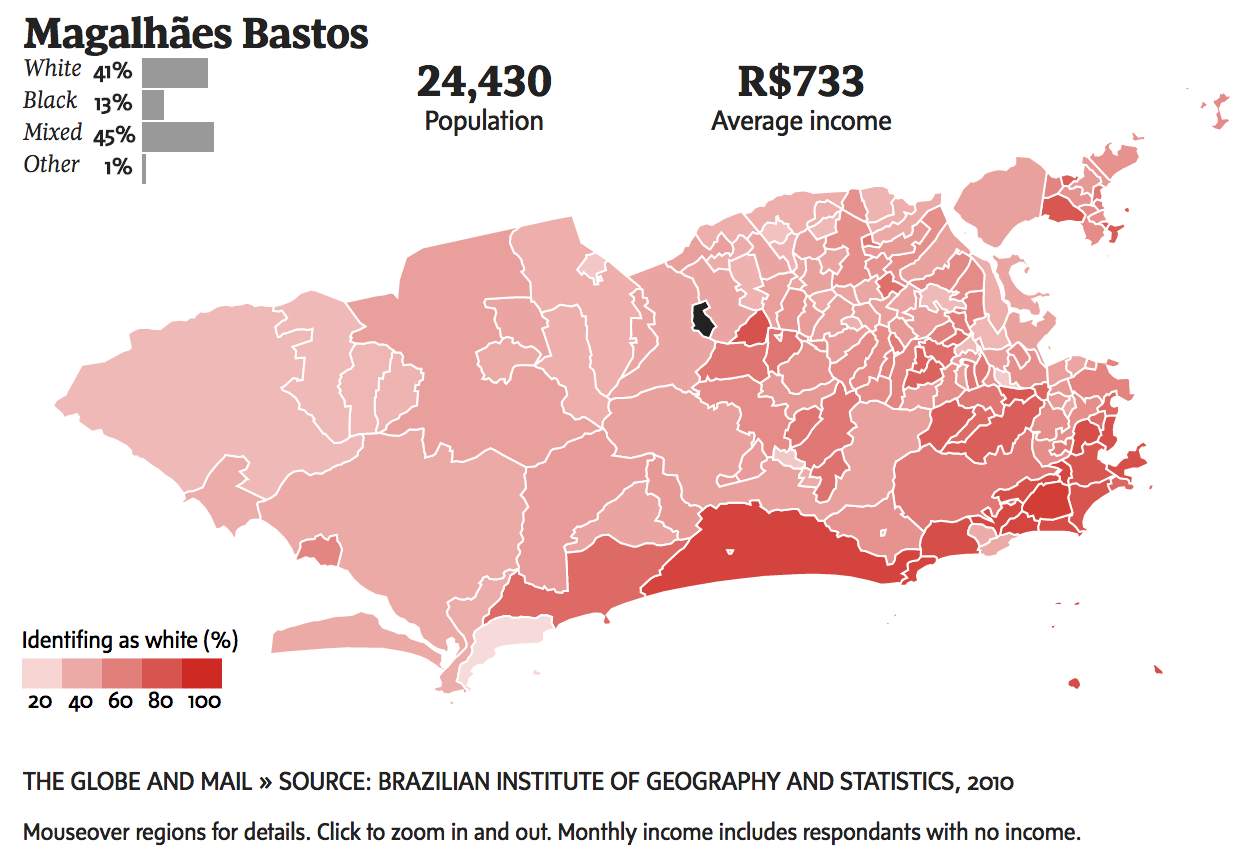 Magalhães Bastos
White 41%
Black 13%
Mixed 45%
Other 1%
24,430
Population
R$733
Average income
Identifing as white (%)
20 40 60 80 100
THE GLOBE AND MAIL » SOURCE: BRAZILIAN INSTITUTE OF GEOGRAPHY AND STATISTICS, 2010
Mouseover regions for details. Click to zoom in and out. Monthly income includes respondants with no income.